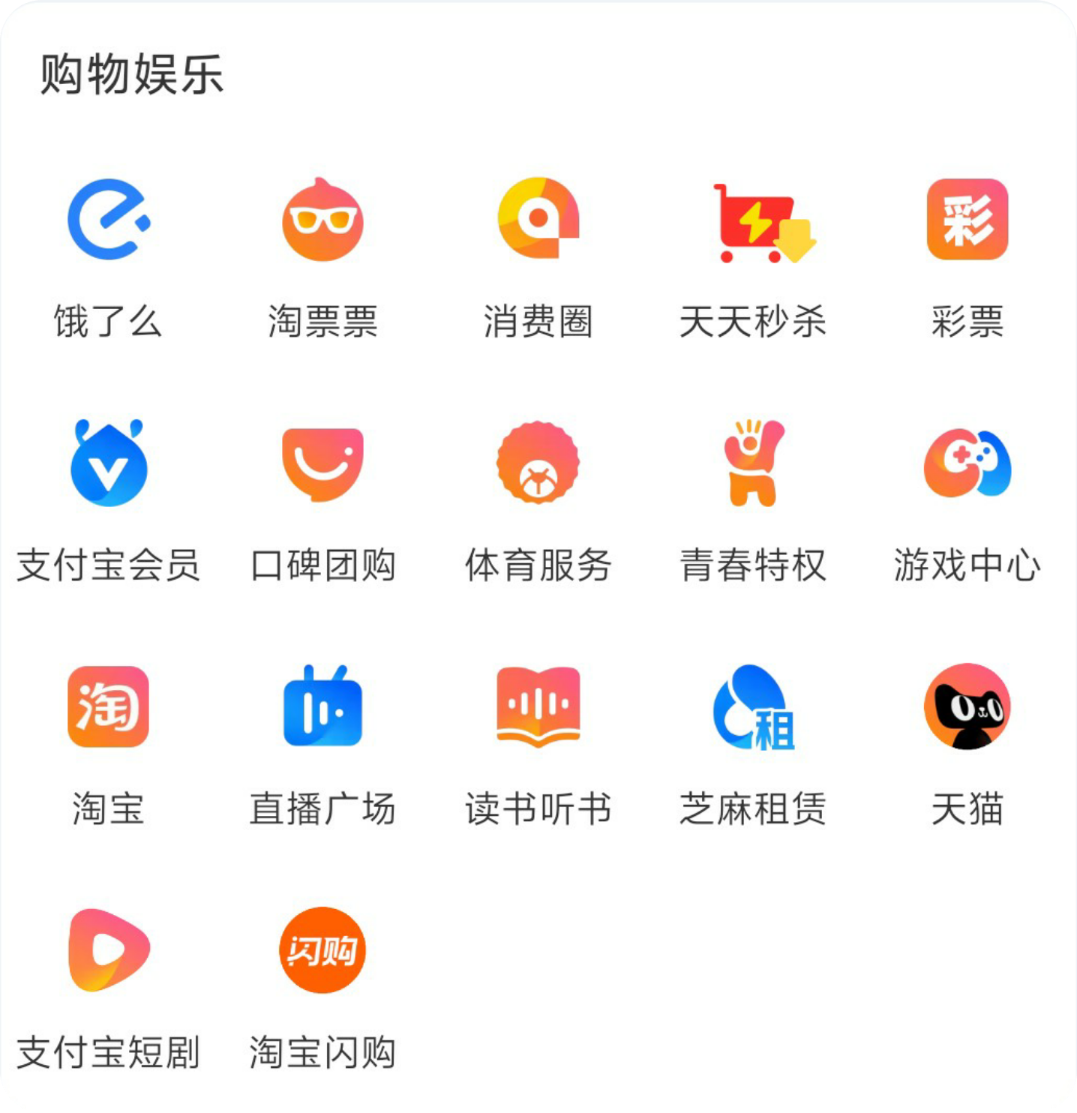 购物娱乐
彩
饿了么 淘票票 消费圈 天天秒杀 彩票
支付宝会员 口碑团购 体育服务 青春特权 游戏中心
淘 租
淘宝 直播广场 读书听书 芝麻租赁 天猫
闪购
支付宝短剧 淘宝闪购